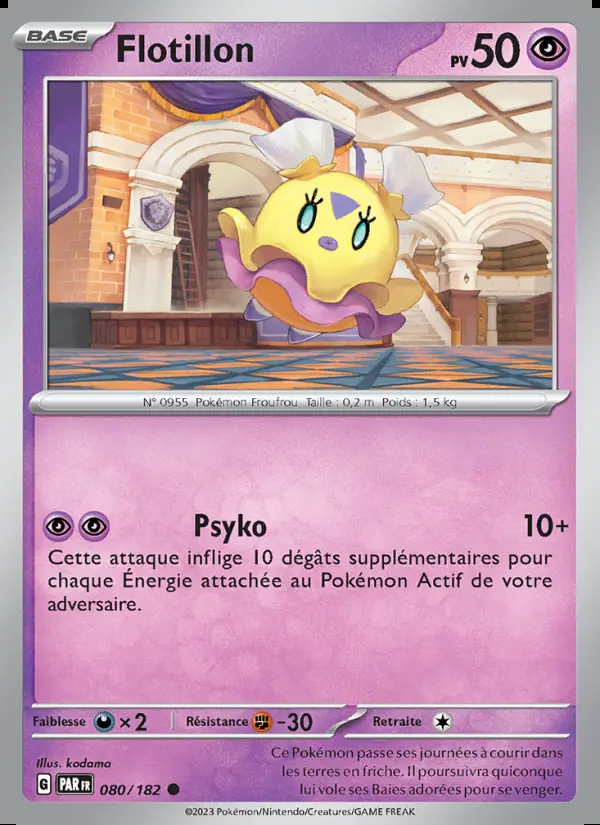 BASE Flotillon PV 50
N° 0955 Pokémon Froufrou Taille : 0,2 m Poids : 1,5 kg
Psyko 10+
Cette attaque inflige 10 dégâts supplémentaires pour
chaque Énergie attachée au Pokémon Actif de votre
adversaire.
Faiblesse ×2 Résistance -30 Retraite
Illus. kodama
Ce Pokémon passe ses journées à courir dans
les terres en friche. Il poursuivra quiconque
lui vole ses Baies adorées pour se venger.
G PAR FR 080/182
©2023 Pokémon/Nintendo/Creatures/GAME FREAK